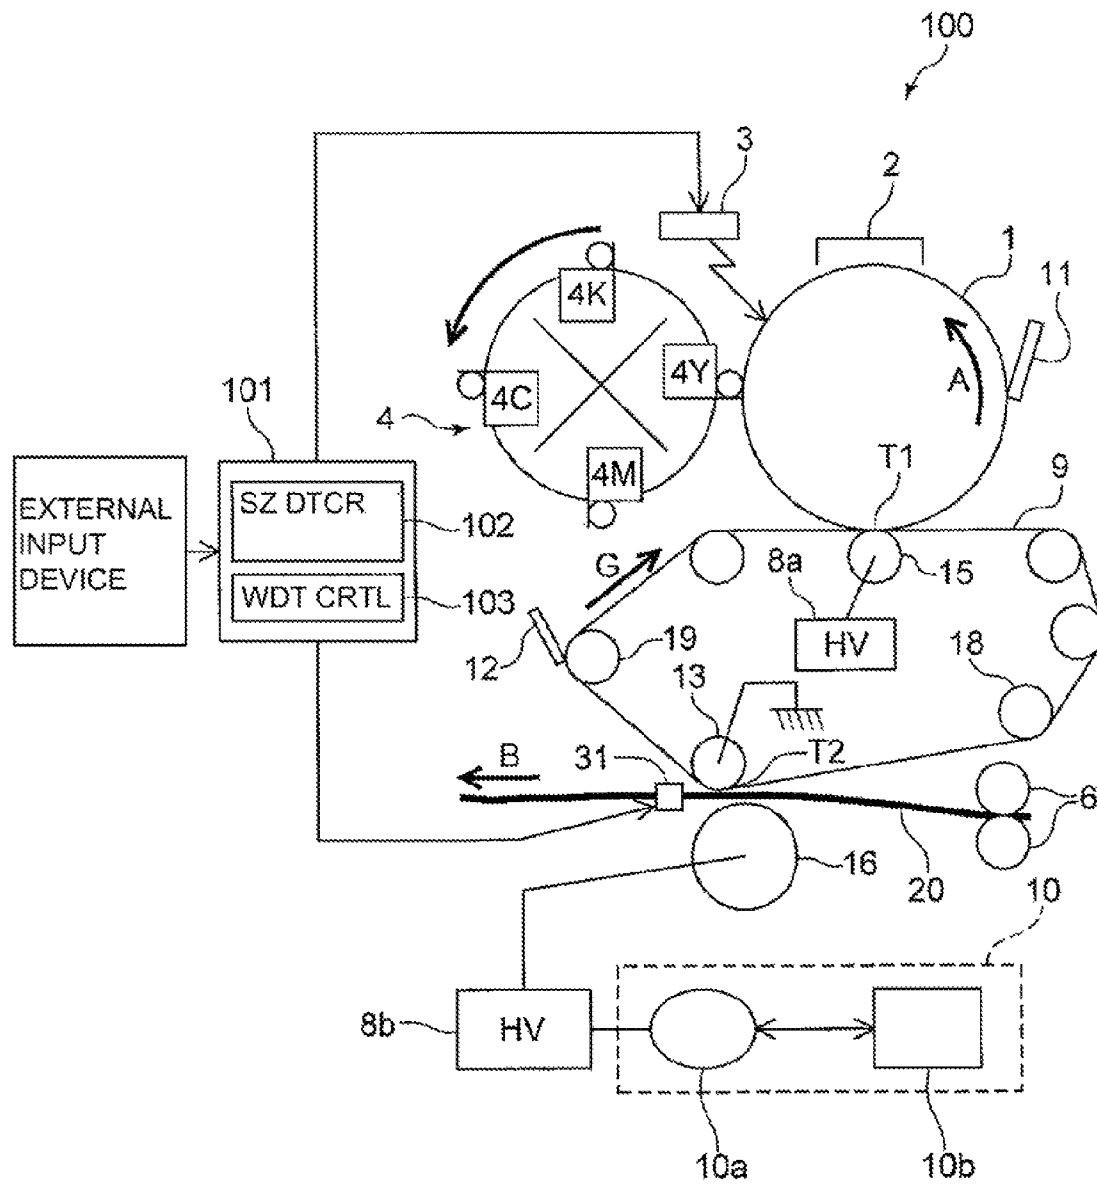 100
3
2
1
11
4K
4Y
A
4C
101
4
4M
T1
9
EXTERNAL
INPUT
DEVICE
SZ DTCR
102
G
8a
15
WDT CRTL
103
HV
12
19
18
13
T2
31
B
6
16
20
10
8b
HV
10a
10b